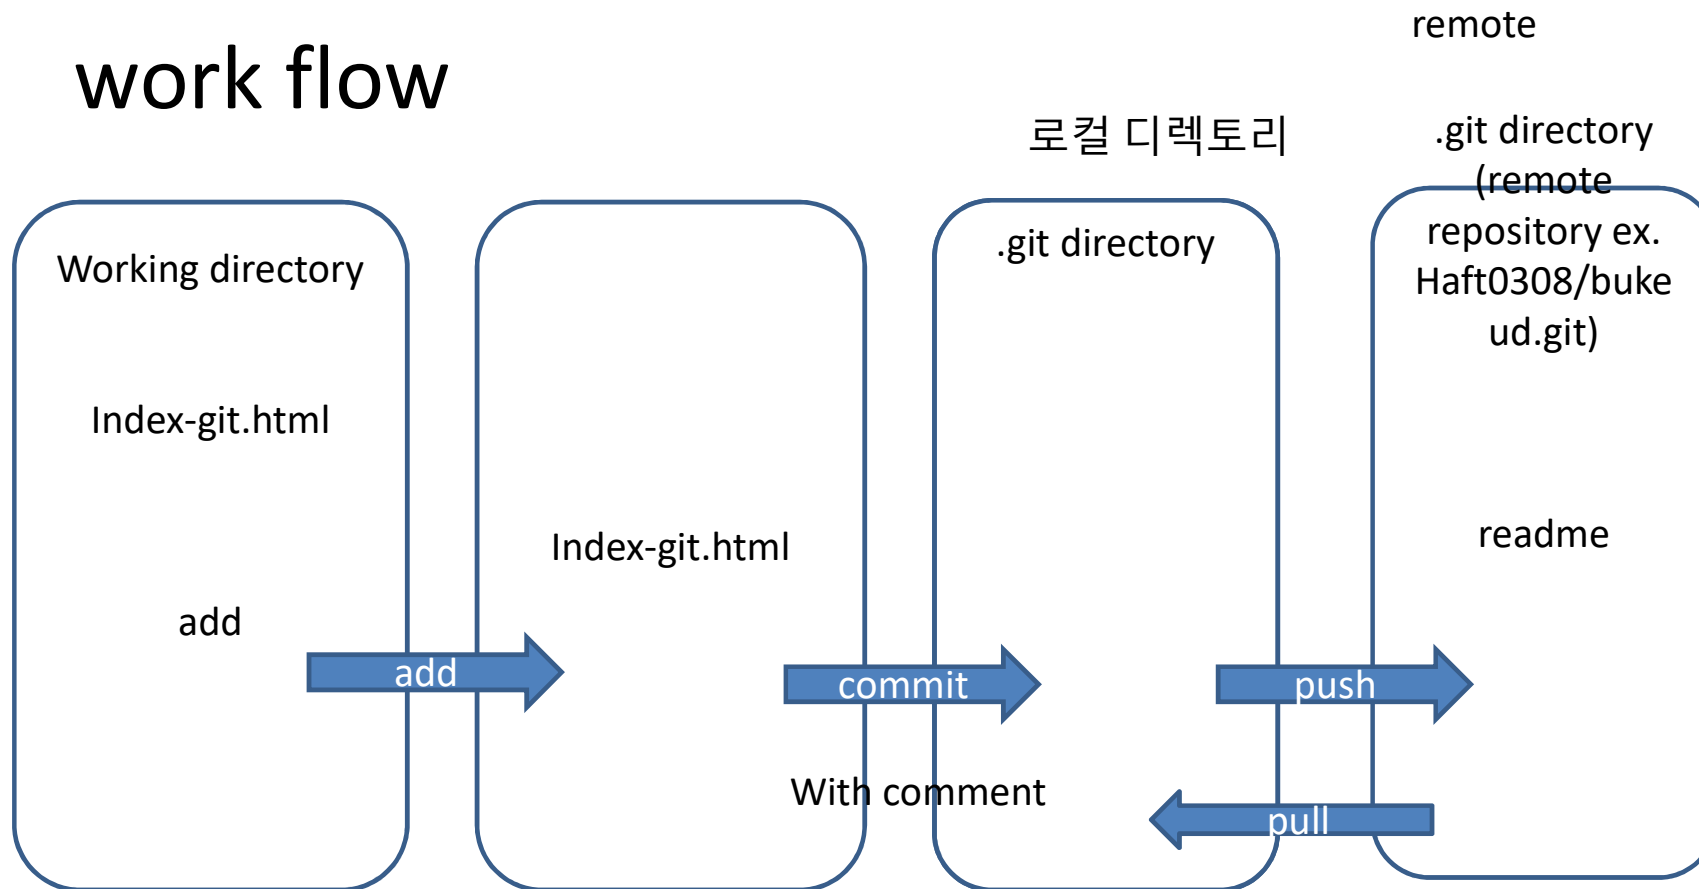 work flow
remote
로컬 디렉토리
.git directory
(remote
repository ex.
Haft0308/buke
ud.git)
Working directory
.git directory
Index-git.html
Index-git.html
readme
add
add
commit
push
With comment
pull